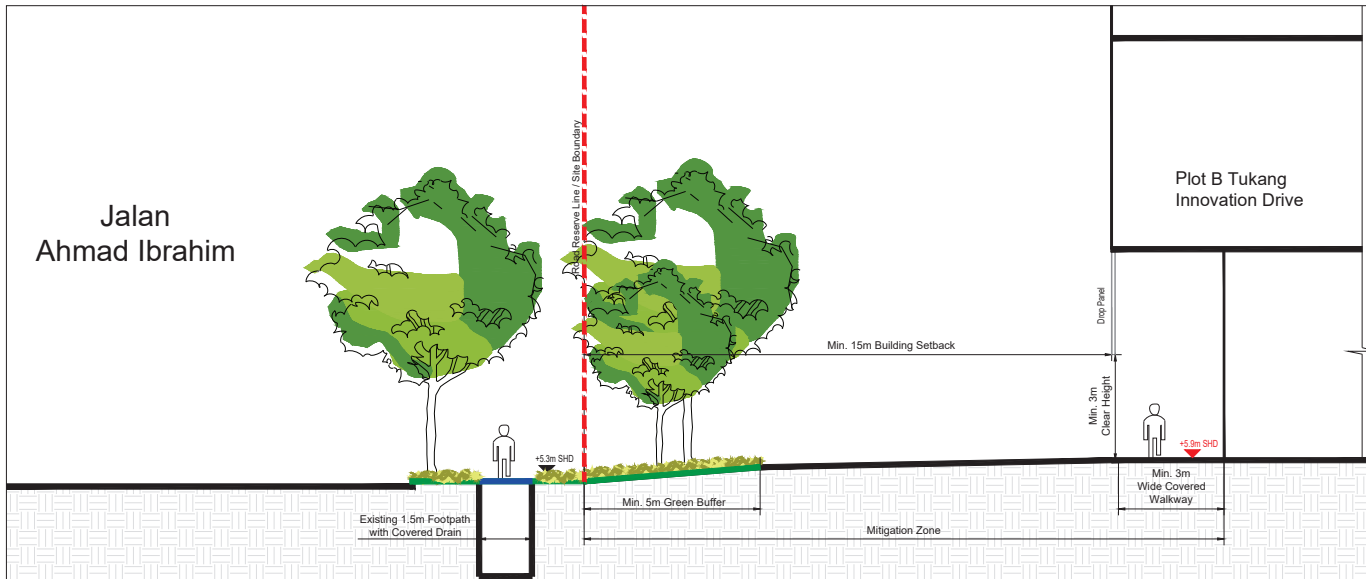 Jalan
Ahmad Ibrahim
Road Reserve Line / Site Boundary
Plot B Tukang
Innovation Drive
Drop Panel
Min. 15m Building Setback
Min. 3m
Clear Height
+5.3m SHD
+5.9m SHD
Min. 5m Green Buffer
Min. 3m
Wide Covered
Walkway
Existing 1.5m Footpath
with Covered Drain
Mitigation Zone